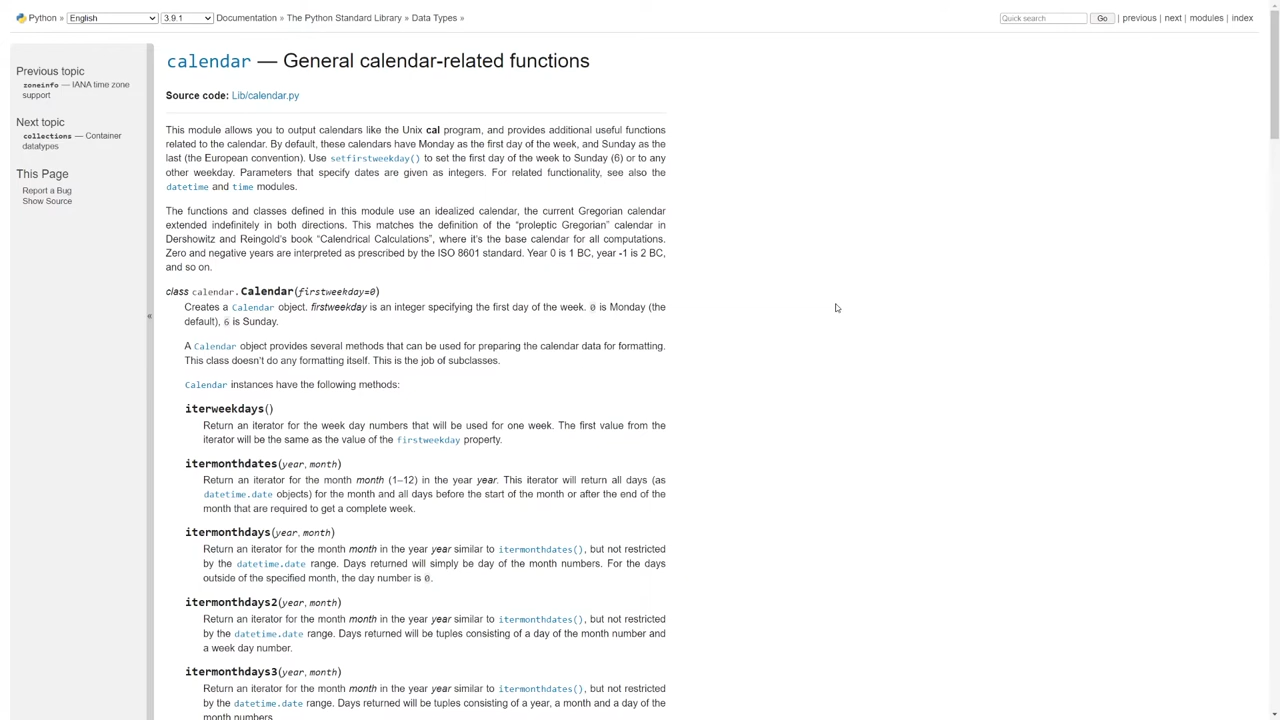 Python » English 3.9.1 Documentation » The Python Standard Library » Data Types » Quick search Go | previous | next | modules | index
Previous topic
zoneinfo — IANA time zone
support
Next topic
collections — Container
datatypes
This Page
Report a Bug
Show Source
«
calendar — General calendar-related functions
Source code: Lib/calendar.py
This module allows you to output calendars like the Unix cal program, and provides additional useful functions
related to the calendar. By default, these calendars have Monday as the first day of the week, and Sunday as the
last (the European convention). Use setfirstweekday() to set the first day of the week to Sunday (6) or to any
other weekday. Parameters that specify dates are given as integers. For related functionality, see also the
datetime and time modules.
The functions and classes defined in this module use an idealized calendar, the current Gregorian calendar
extended indefinitely in both directions. This matches the definition of the “proleptic Gregorian” calendar in
Dershowitz and Reingold’s book “Calendrical Calculations”, where it’s the base calendar for all computations.
Zero and negative years are interpreted as prescribed by the ISO 8601 standard. Year 0 is 1 BC, year -1 is 2 BC,
and so on.
class calendar.Calendar(firstweekday=0)
Creates a Calendar object. firstweekday is an integer specifying the first day of the week. 0 is Monday (the
default), 6 is Sunday.
A Calendar object provides several methods that can be used for preparing the calendar data for formatting.
This class doesn’t do any formatting itself. This is the job of subclasses.
Calendar instances have the following methods:
iterweekdays()
Return an iterator for the week day numbers that will be used for one week. The first value from the
iterator will be the same as the value of the firstweekday property.
itermonthdates(year, month)
Return an iterator for the month month (1–12) in the year year. This iterator will return all days (as
datetime.date objects) for the month and all days before the start of the month or after the end of the
month that are required to get a complete week.
itermonthdays(year, month)
Return an iterator for the month month in the year year similar to itermonthdates(), but not restricted
by the datetime.date range. Days returned will simply be day of the month numbers. For the days
outside of the specified month, the day number is 0.
itermonthdays2(year, month)
Return an iterator for the month month in the year year similar to itermonthdates(), but not restricted
by the datetime.date range. Days returned will be tuples consisting of a day of the month number and
a week day number.
itermonthdays3(year, month)
Return an iterator for the month month in the year year similar to itermonthdates(), but not restricted
by the datetime.date range. Days returned will be tuples consisting of a year, a month and a day of the
month numbers.